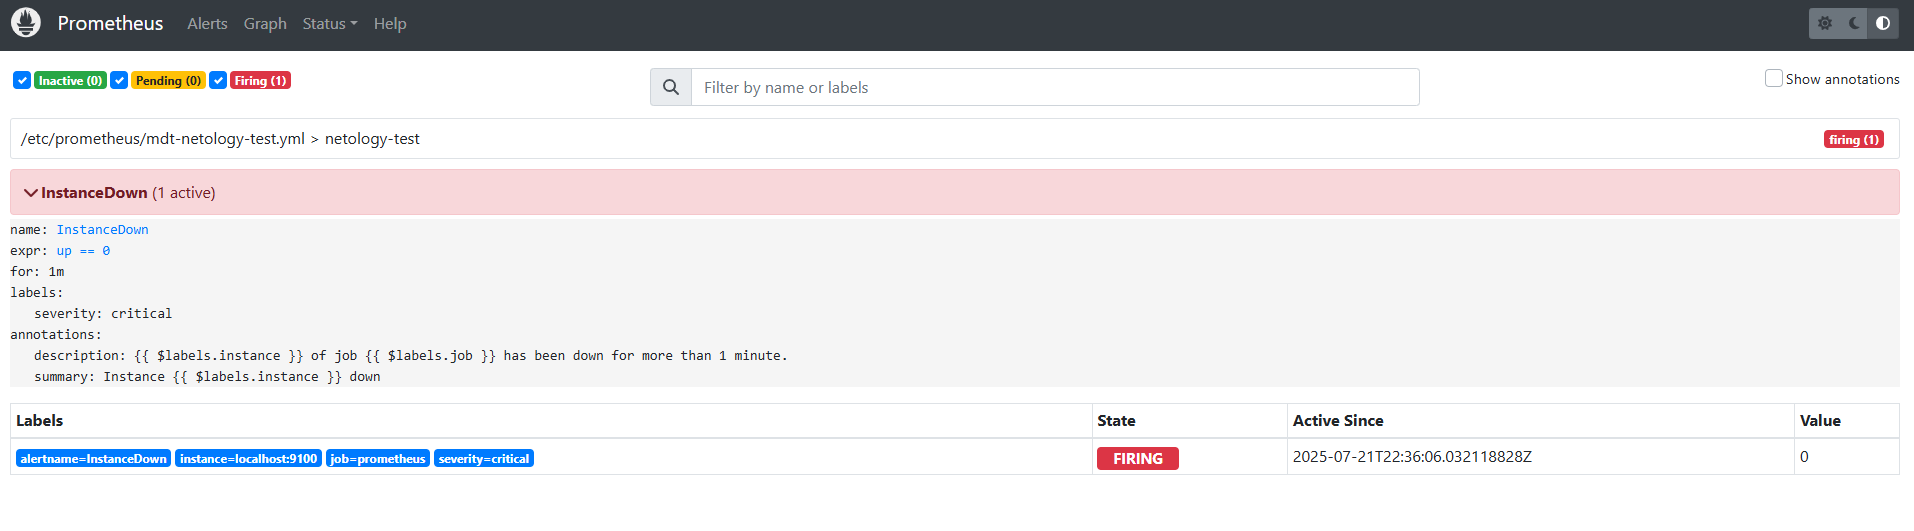 Prometheus Alerts Graph Status Help
Inactive (0) Pending (0) Firing (1) Filter by name or labels Show annotations
/etc/prometheus/mdt-netology-test.yml > netology-test firing (1)
InstanceDown (1 active)
name: InstanceDown
expr: up == 0
for: 1m
labels:
severity: critical
annotations:
description: {{ $labels.instance }} of job {{ $labels.job }} has been down for more than 1 minute.
summary: Instance {{ $labels.instance }} down
Labels State Active Since Value
alertname=InstanceDown instance=localhost:9100 job=prometheus severity=critical FIRING 2025-07-21T22:36:06.032118828Z 0